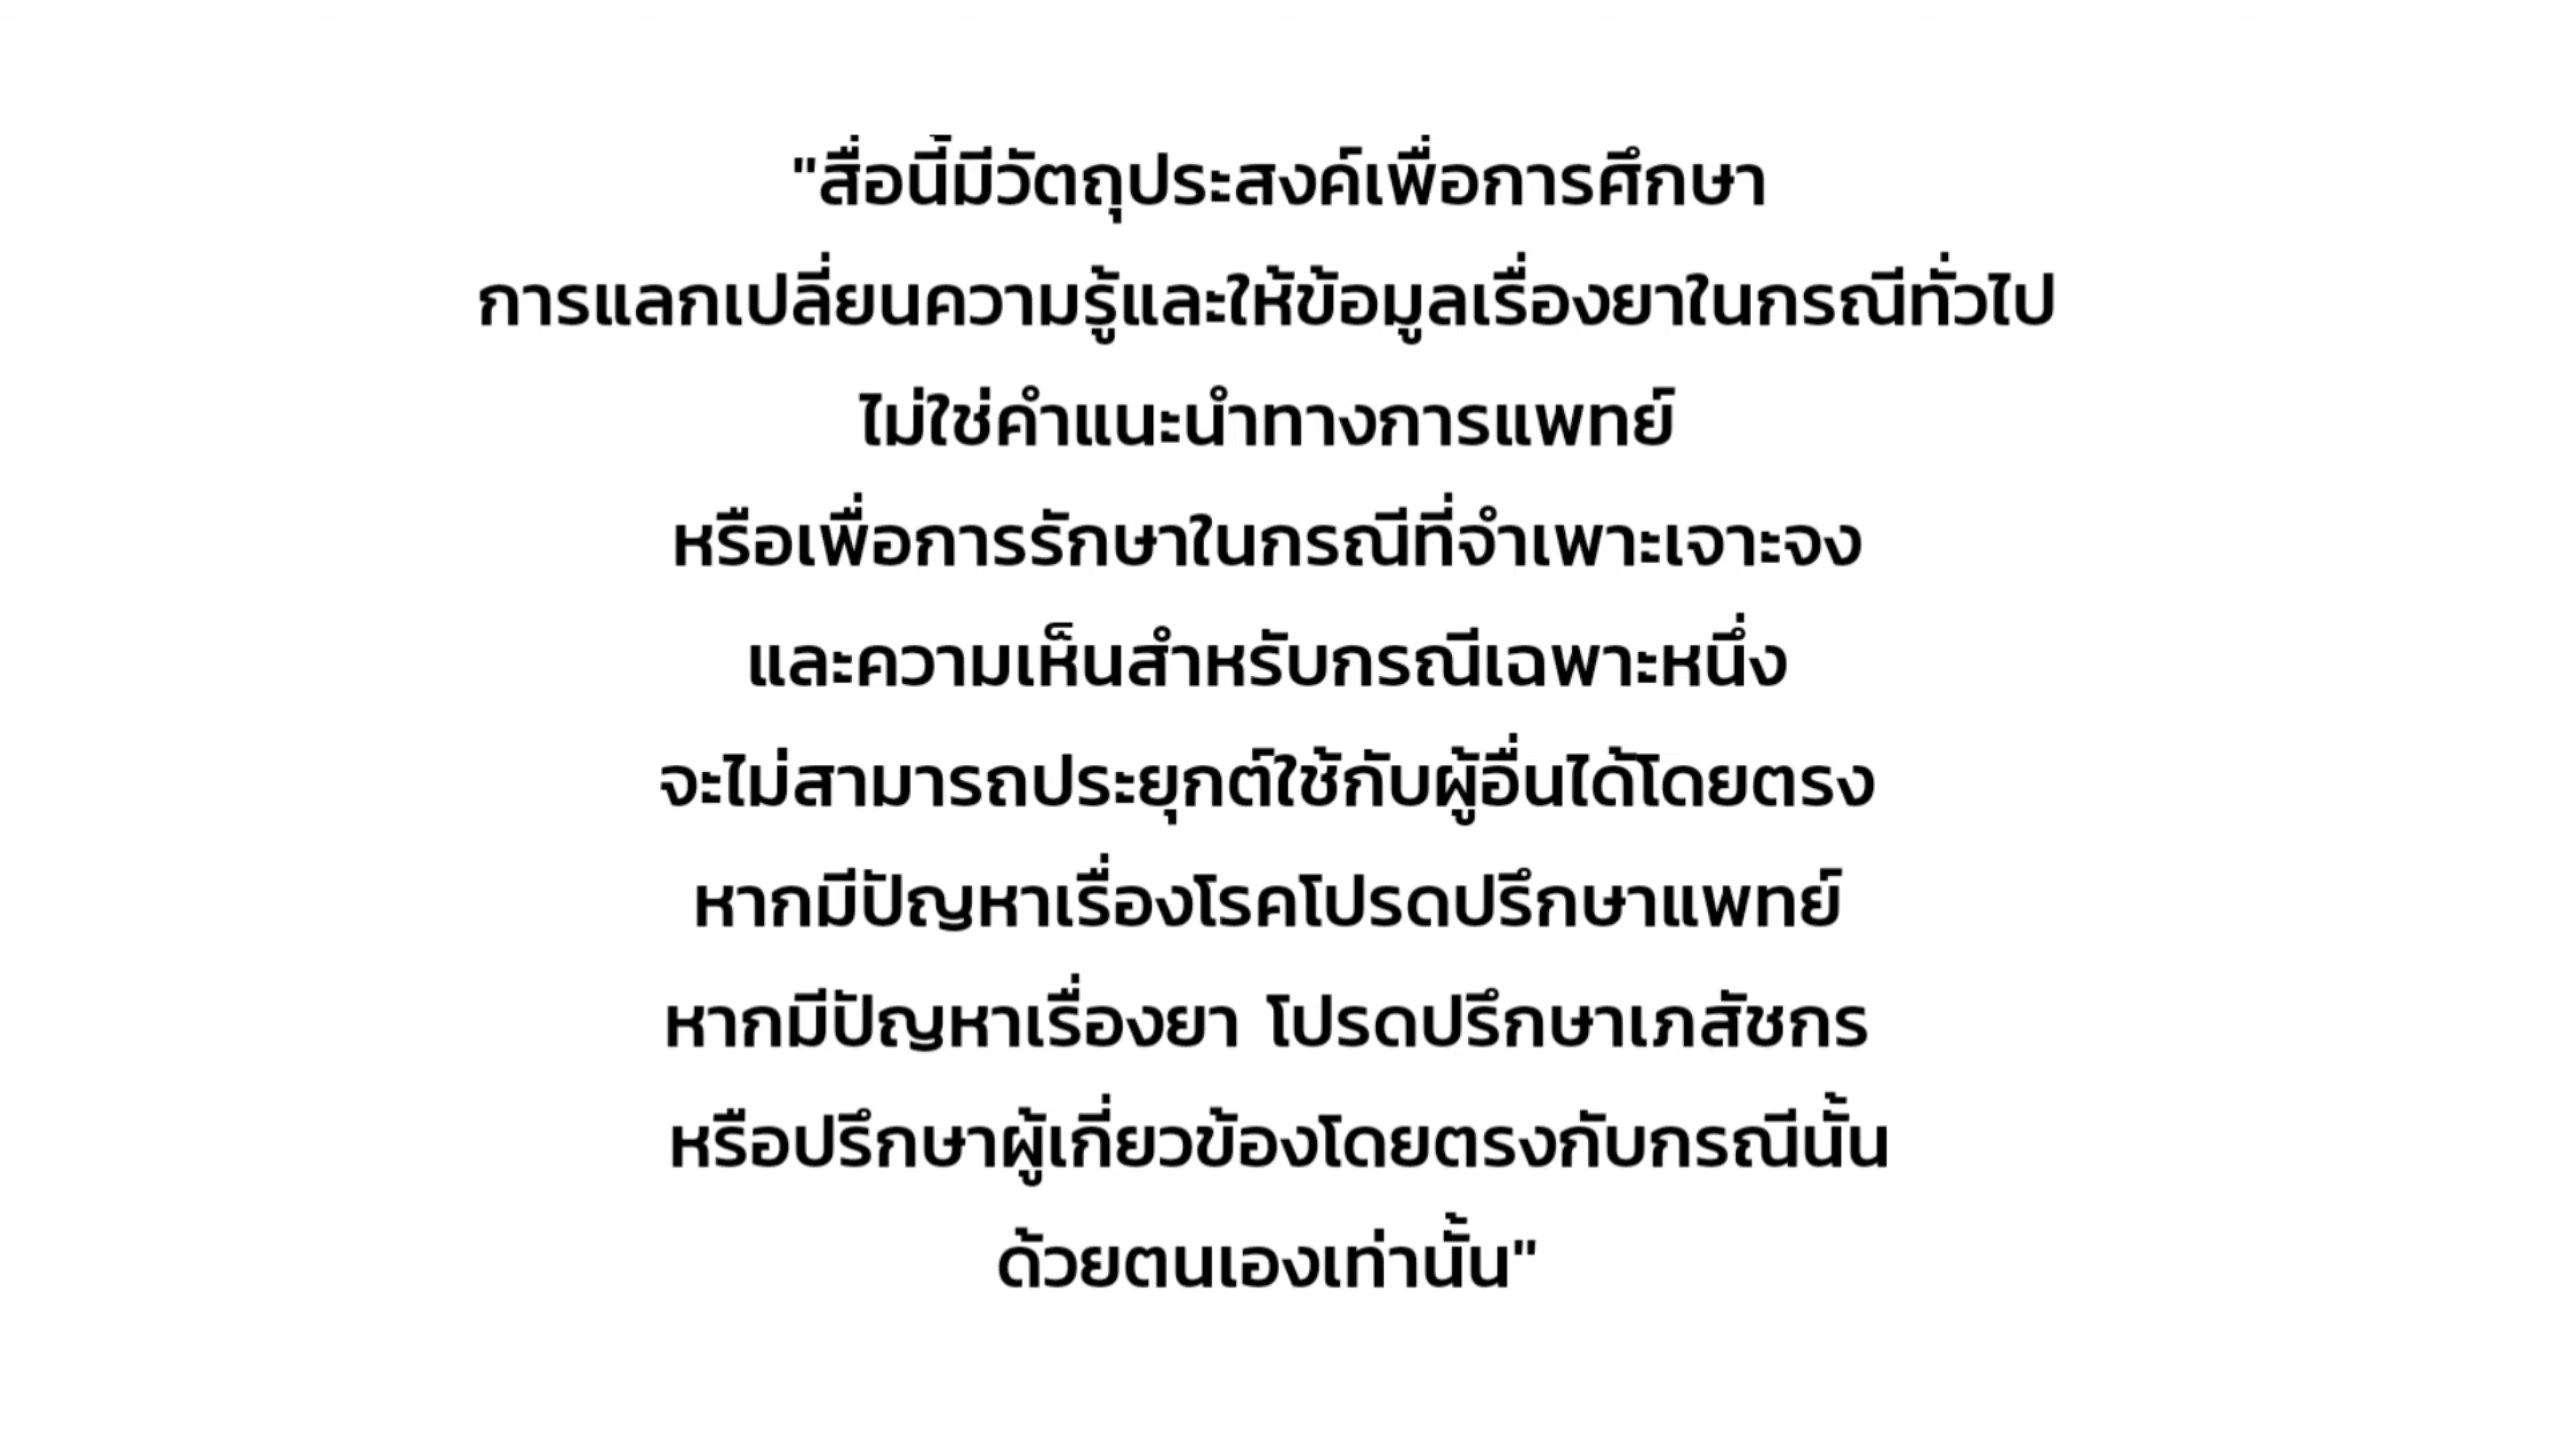 "สื่อนี้มีวัตถุประสงค์เพื่อการศึกษา
การแลกเปลี่ยนความรู้และให้ข้อมูลเรื่องยาในกรณีทั่วไป
ไม่ใช่คำแนะนำทางการแพทย์
หรือเพื่อการรักษาในกรณีที่จำเพาะเจาะจง
และความเห็นสำหรับกรณีเฉพาะหนึ่ง
จะไม่สามารถประยุกต์ใช้กับผู้อื่นได้โดยตรง
หากมีปัญหาเรื่องโรคโปรดปรึกษาแพทย์
หากมีปัญหาเรื่องยา โปรดปรึกษาเภสัชกร
หรือปรึกษาผู้เกี่ยวข้องโดยตรงกับกรณีนั้น
ด้วยตนเองเท่านั้น"